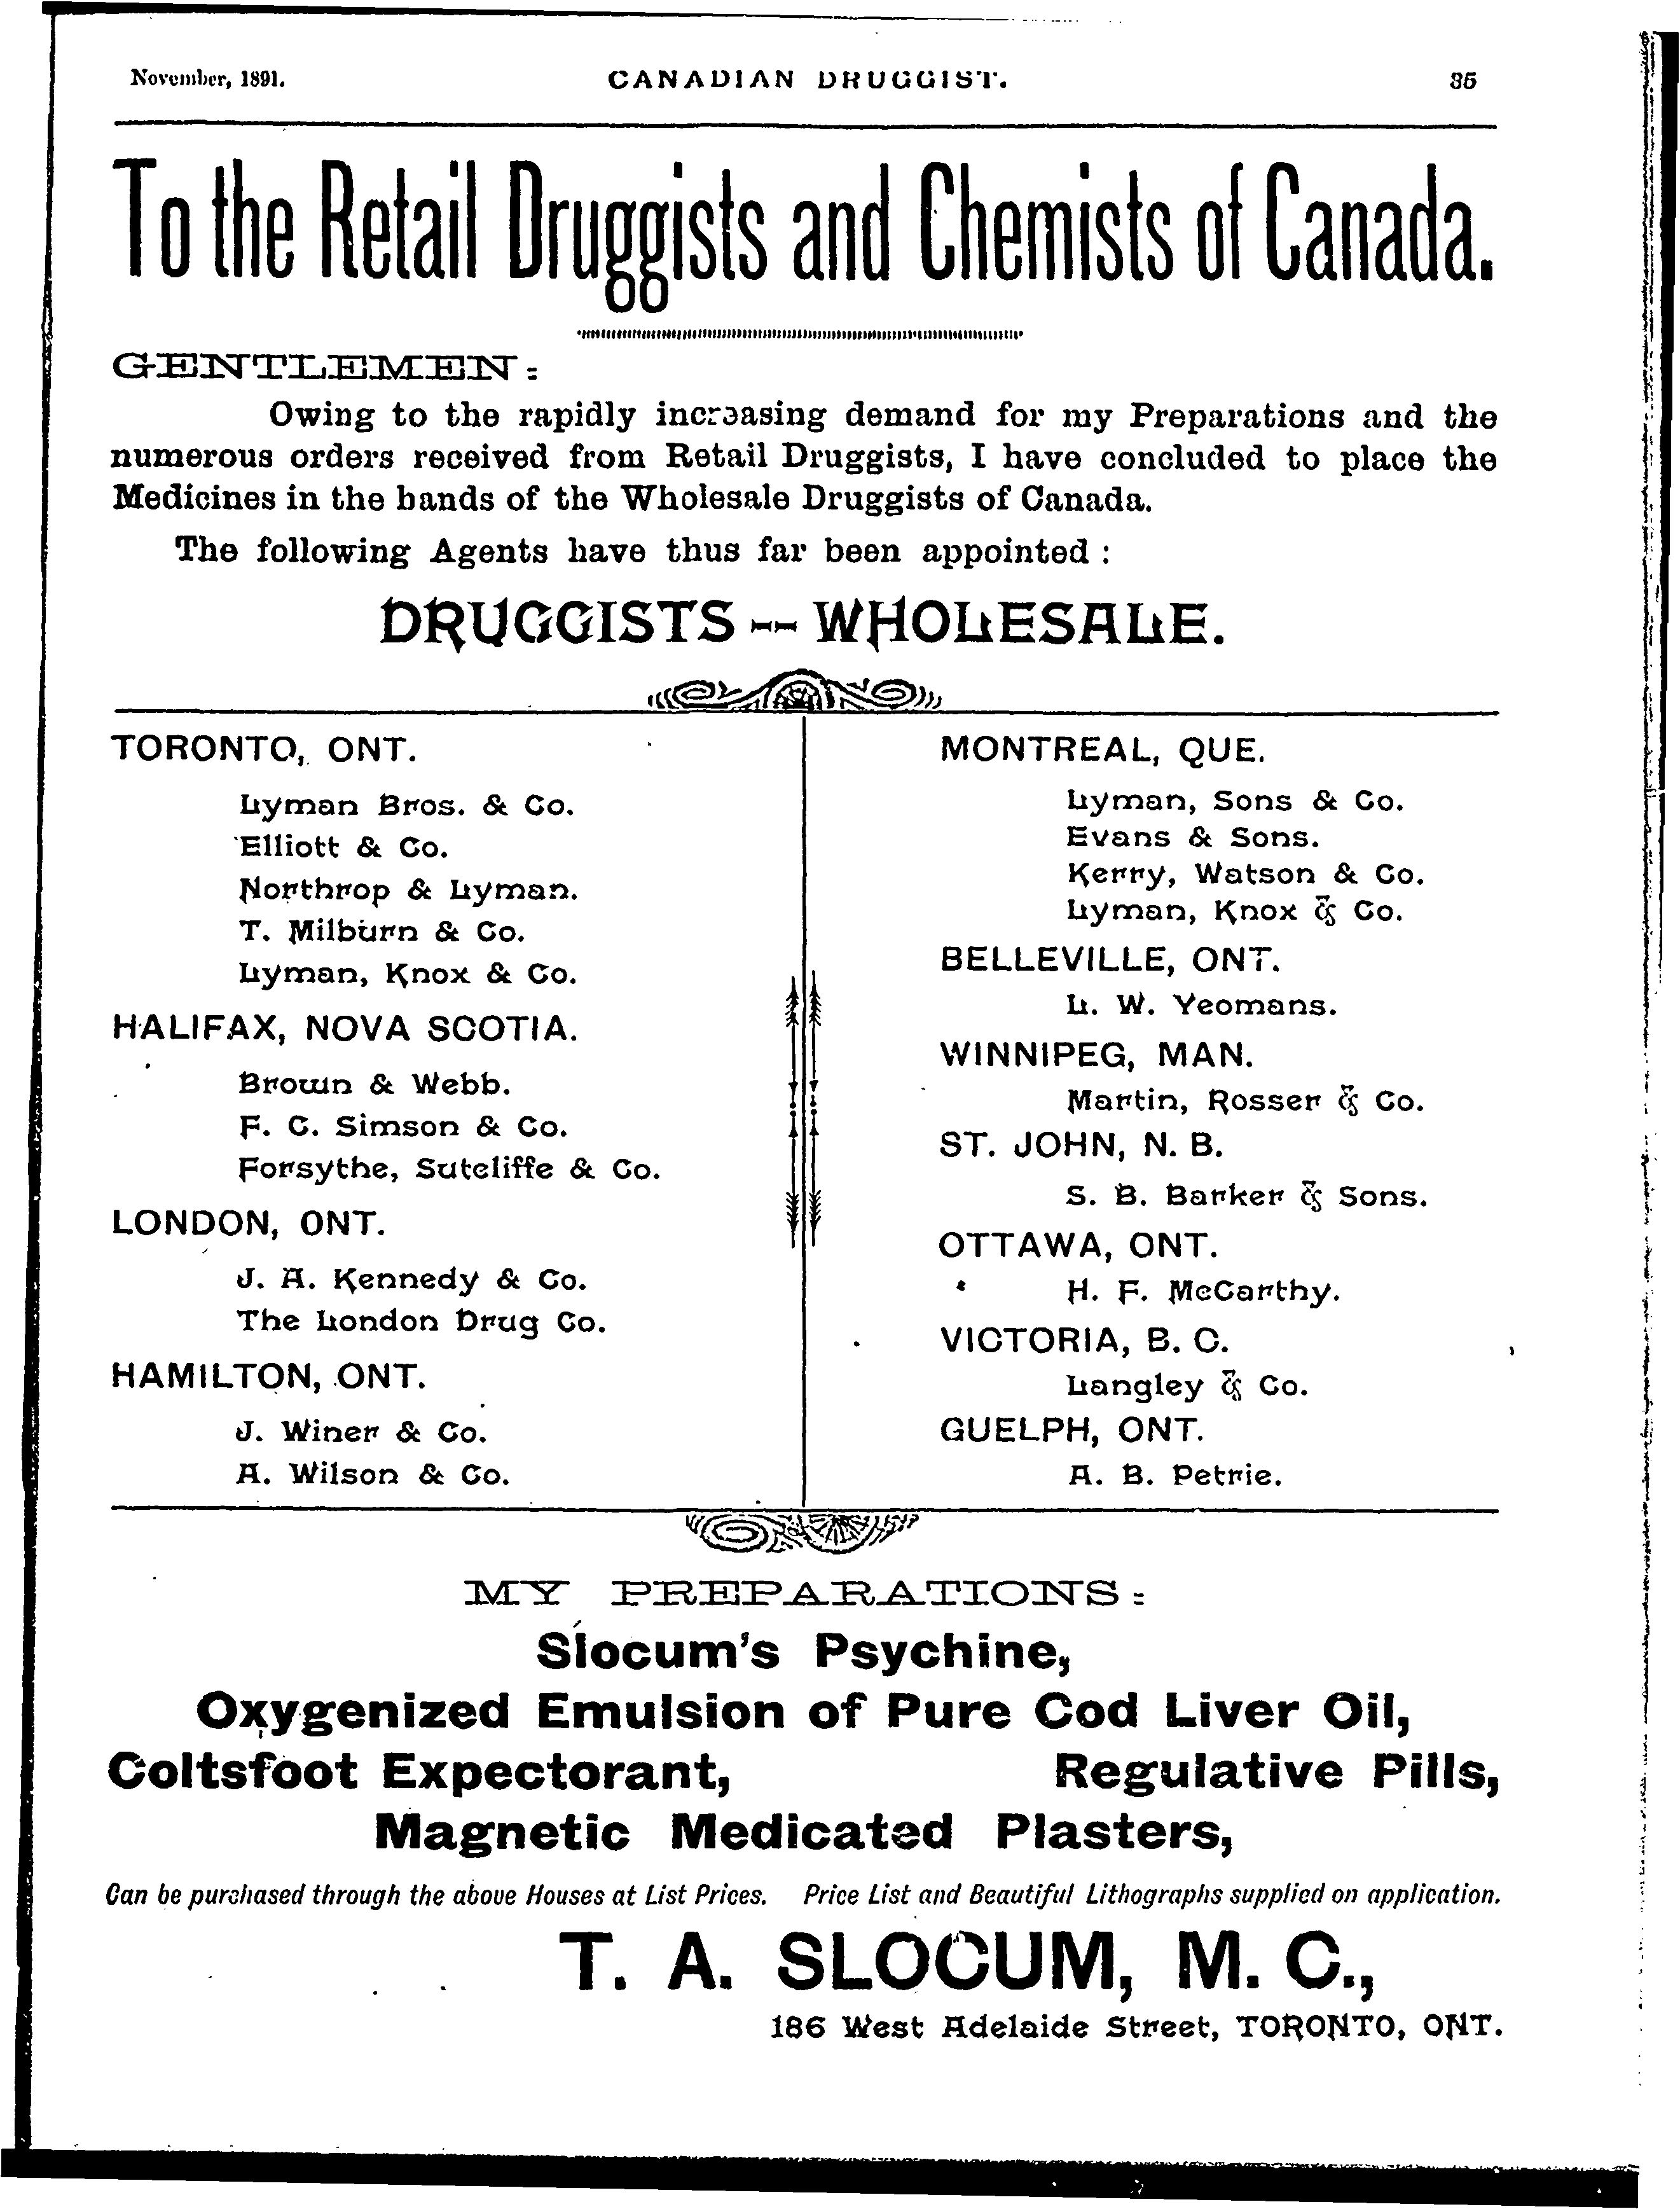 November, 1891.
CANADIAN DRUGGIST.
35
To the Retail Druggists and Chemists of Canada.
GENTLEMEN:
Owing to the rapidly increasing demand for my Preparations and the
numerous orders received from Retail Druggists, I have concluded to place the
Medicines in the hands of the Wholesale Druggists of Canada.
The following Agents have thus far been appointed:
DRUGGISTS -- WHOLESALE.
TORONTO, ONT.
Lyman Bros. & Co.
Elliott & Co.
Northrop & Lyman.
T. Milburn & Co.
Lyman, Knox & Co.
HALIFAX, NOVA SCOTIA.
Brown & Webb.
F. C. Simson & Co.
Forsythe, Sutcliffe & Co.
LONDON, ONT.
J. A. Kennedy & Co.
The London Drug Co.
HAMILTON, ONT.
J. Winer & Co.
A. Wilson & Co.
MONTREAL, QUE.
Lyman, Sons & Co.
Evans & Sons.
Kerry, Watson & Co.
Lyman, Knox & Co.
BELLEVILLE, ONT.
L. W. Yeomans.
WINNIPEG, MAN.
Martin, Rosser & Co.
ST. JOHN, N. B.
S. B. Barker & Sons.
OTTAWA, ONT.
H. F. McCarthy.
VICTORIA, B. C.
Langley & Co.
GUELPH, ONT.
A. B. Petrie.
MY PREPARATIONS:
Slocum's Psychine,
Oxygenized Emulsion of Pure Cod Liver Oil,
Coltsfoot Expectorant, Regulative Pills,
Magnetic Medicated Plasters,
Can be purchased through the above Houses at List Prices. Price List and Beautiful Lithographs supplied on application.
T. A. SLOCUM, M. C.,
186 West Adelaide Street, TORONTO, ONT.